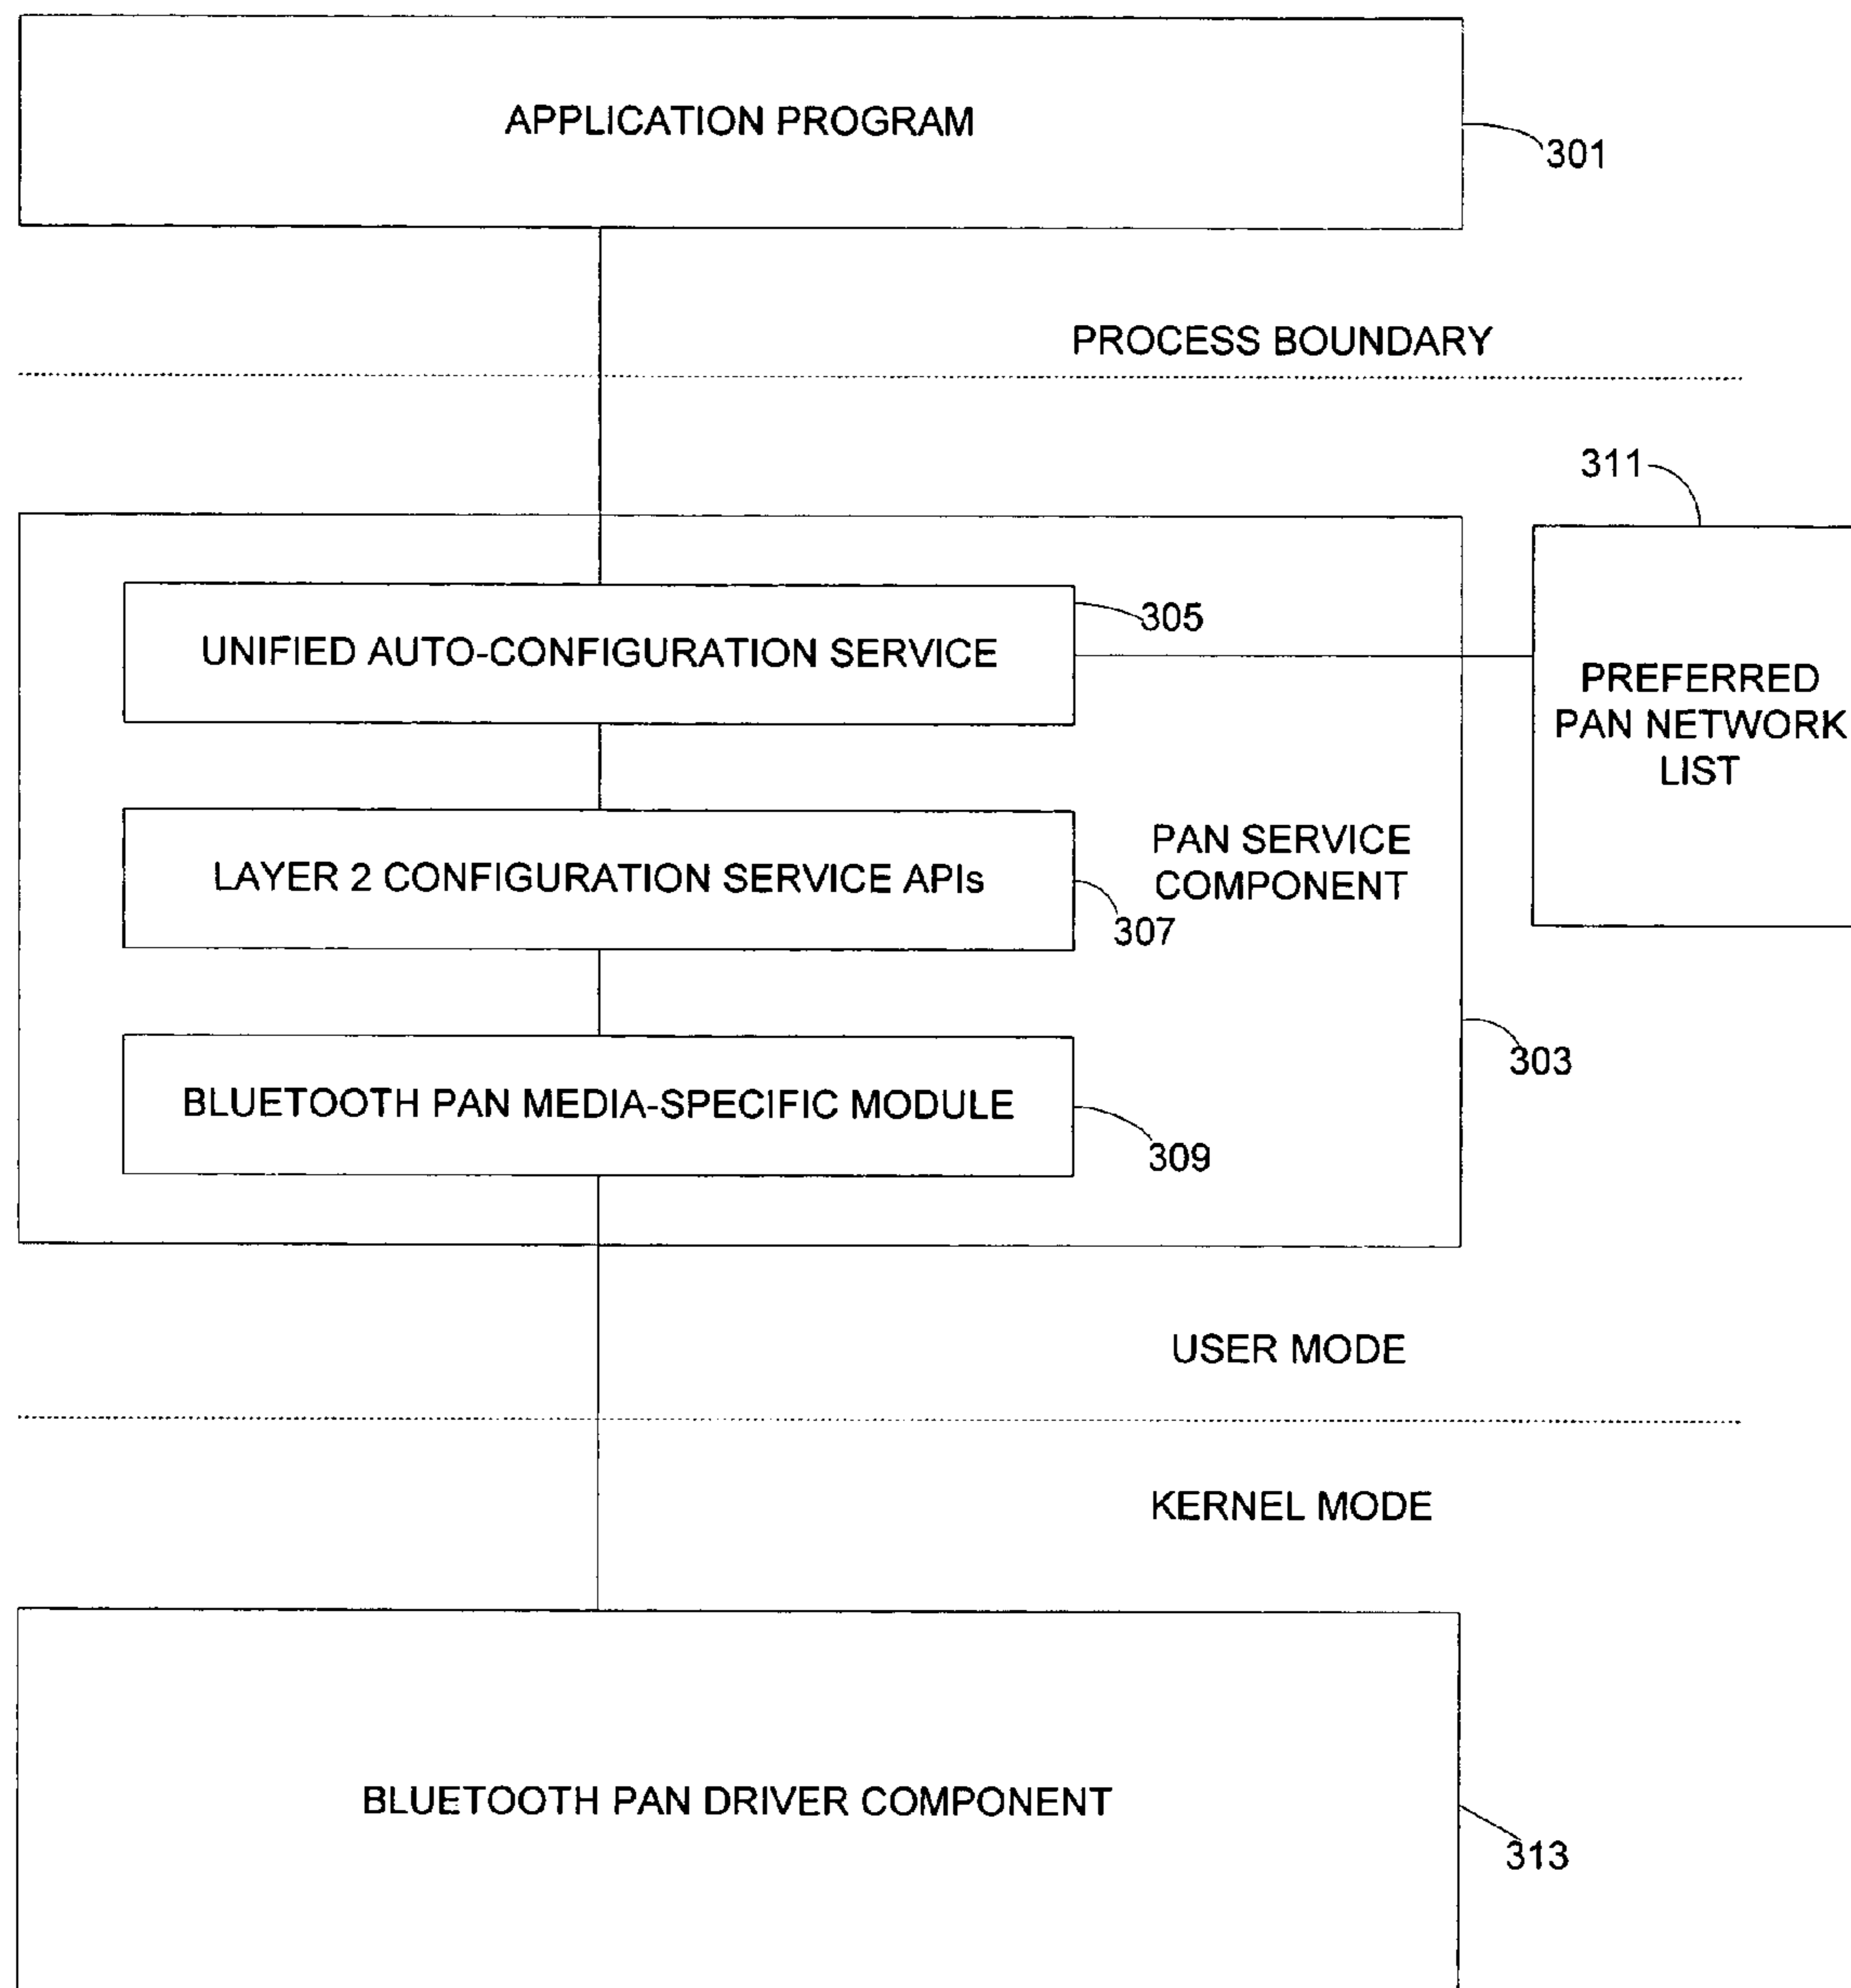 APPLICATION PROGRAM
301
PROCESS BOUNDARY
311
UNIFIED AUTO-CONFIGURATION SERVICE
305
PREFERRED
PAN NETWORK
LIST
LAYER 2 CONFIGURATION SERVICE APIs
307
PAN SERVICE
COMPONENT
BLUETOOTH PAN MEDIA-SPECIFIC MODULE
309
303
USER MODE
KERNEL MODE
BLUETOOTH PAN DRIVER COMPONENT
313